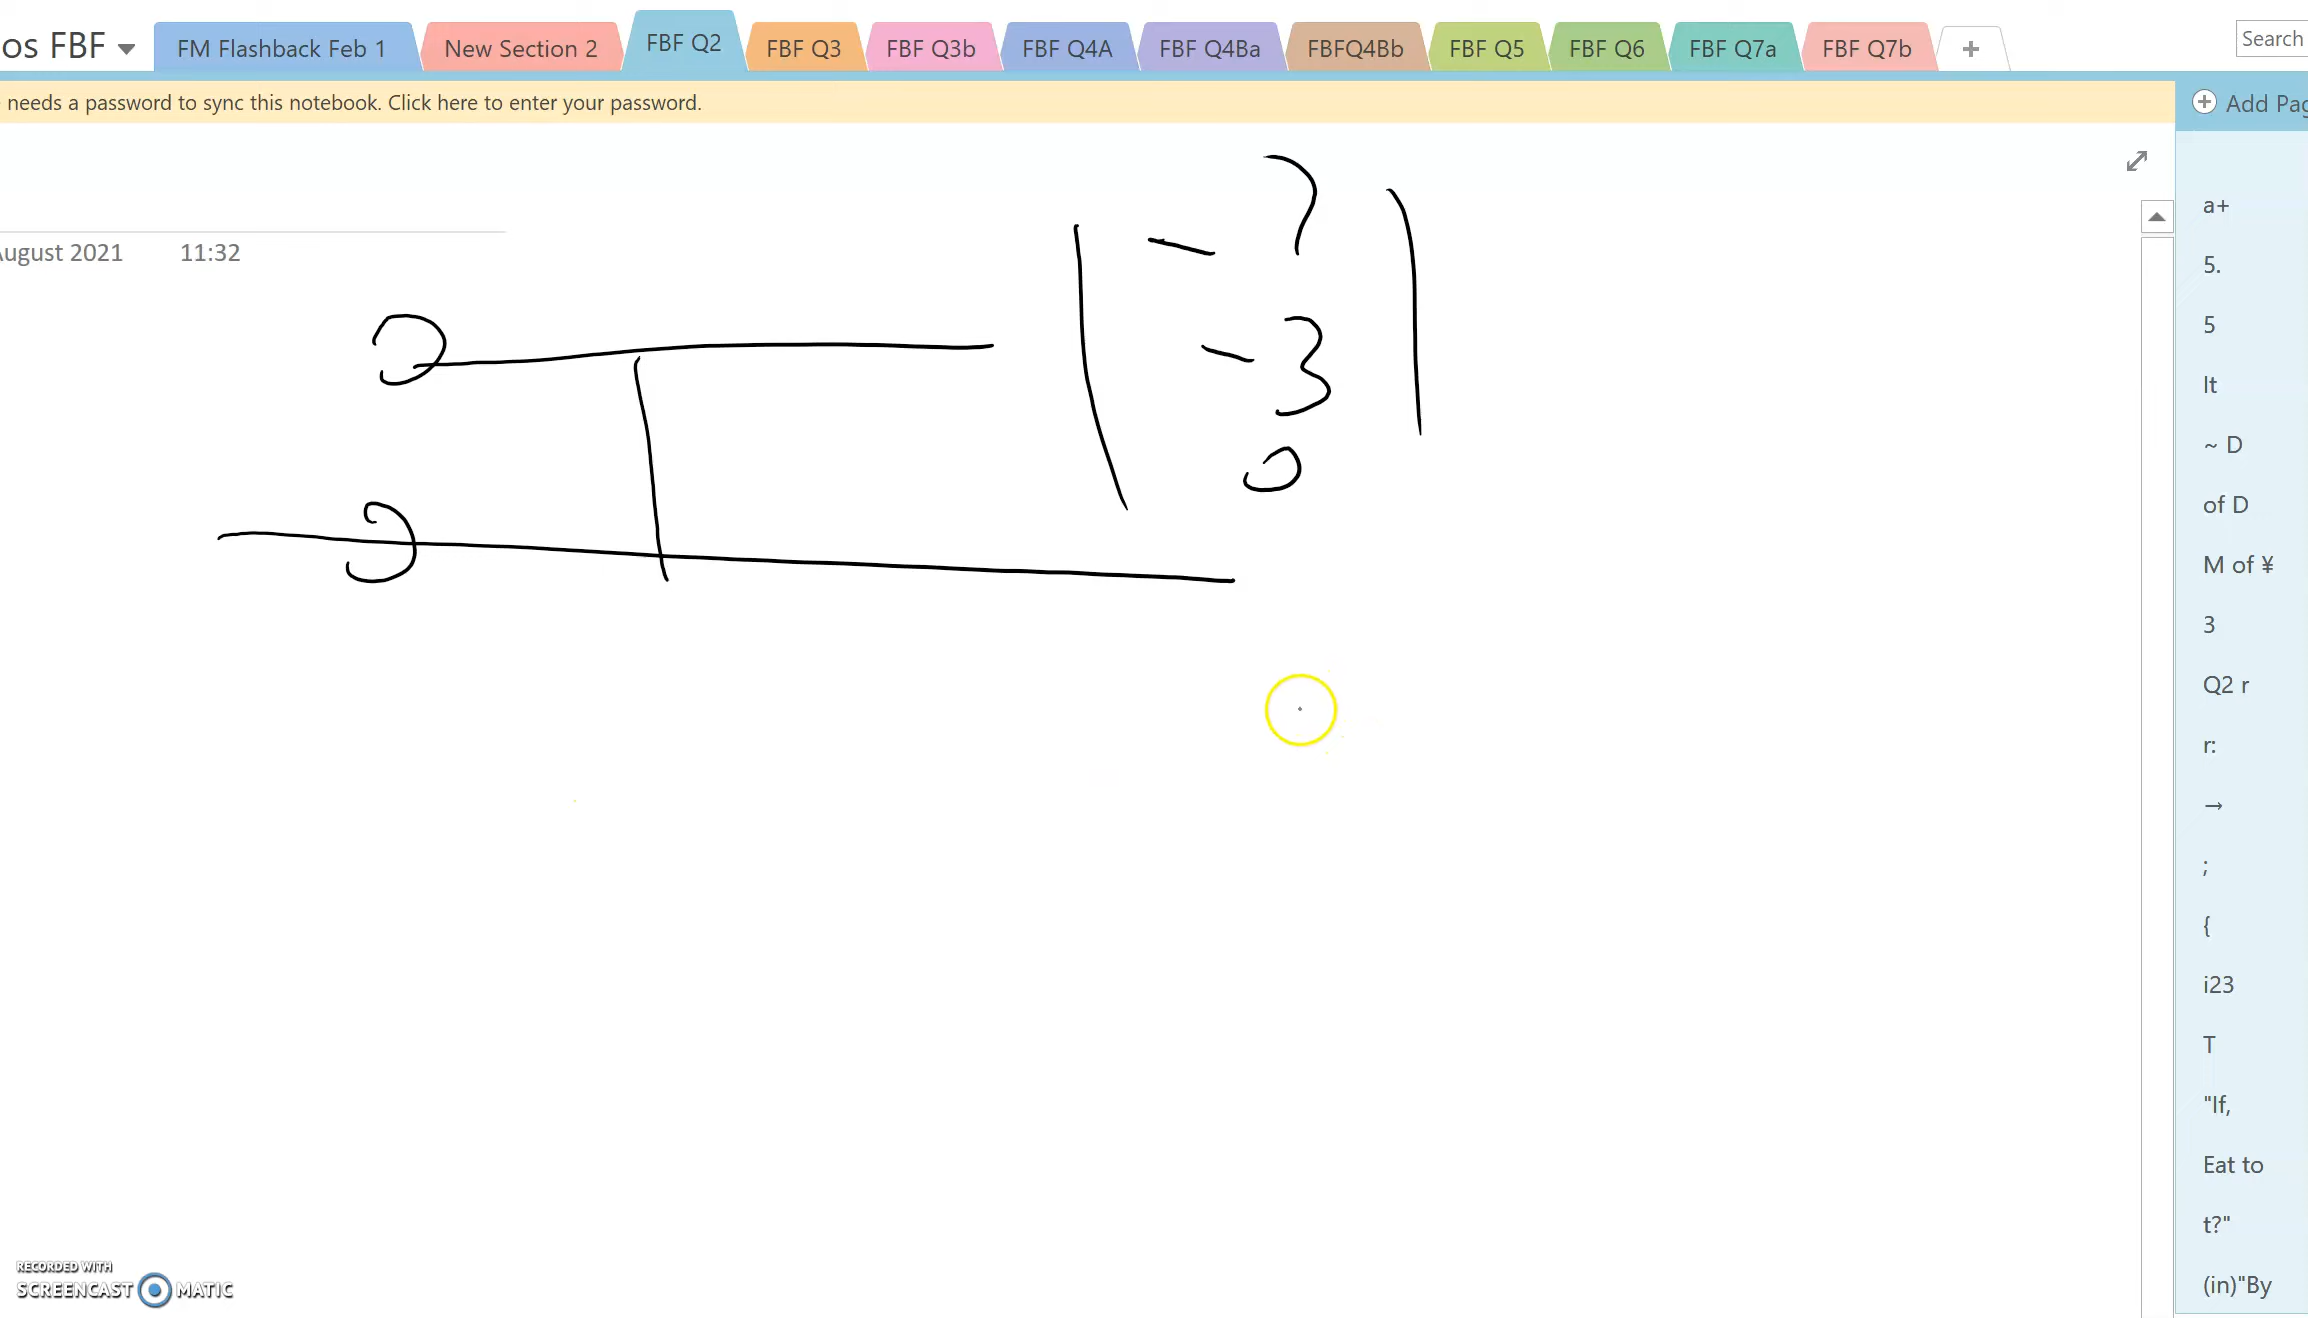 os FBF
FM Flashback Feb 1
New Section 2
FBF Q2
FBF Q3
FBF Q3b
FBF Q4A
FBF Q4Ba
FBFQ4Bb
FBF Q5
FBF Q6
FBF Q7a
FBF Q7b
+
Search
needs a password to sync this notebook. Click here to enter your password.
Add Pag
ugust 2021 11:32
- 3
0
a+
5.
5
It
~ D
of D
M of ¥
3
Q2 r
r:
→
;
{
i23
T
"If,
Eat to
t?"
(in)"By
RECORDED WITH
SCREENCAST MATIC